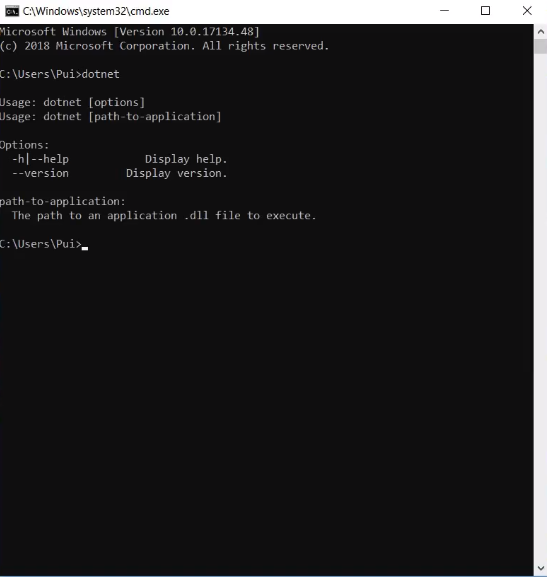 C:\Windows\system32\cmd.exe
Microsoft Windows [Version 10.0.17134.48]
(c) 2018 Microsoft Corporation. All rights reserved.
C:\Users\Pui>dotnet
Usage: dotnet [options]
Usage: dotnet [path-to-application]
Options:
-h|--help Display help.
--version Display version.
path-to-application:
The path to an application .dll file to execute.
C:\Users\Pui>